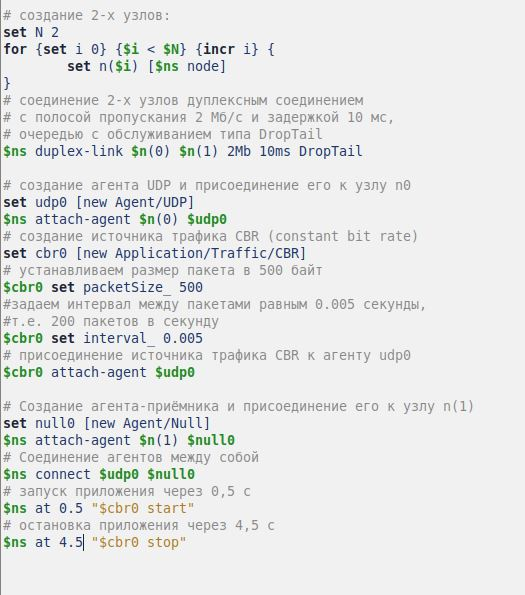 # создание 2-х узлов:
set N 2
for {set i 0} {$i < $N} {incr i} {
set n($i) [$ns node]
}
# соединение 2-х узлов дуплексным соединением
# с полосой пропускания 2 Мб/с и задержкой 10 мс,
# очередью с обслуживанием типа DropTail
$ns duplex-link $n(0) $n(1) 2Mb 10ms DropTail
# создание агента UDP и присоединение его к узлу n0
set udp0 [new Agent/UDP]
$ns attach-agent $n(0) $udp0
# создание источника трафика CBR (constant bit rate)
set cbr0 [new Application/Traffic/CBR]
# устанавливаем размер пакета в 500 байт
$cbr0 set packetSize_ 500
#задаем интервал между пакетами равным 0.005 секунды,
#т.е. 200 пакетов в секунду
$cbr0 set interval_ 0.005
# присоединение источника трафика CBR к агенту udp0
$cbr0 attach-agent $udp0
# Создание агента-приёмника и присоединение его к узлу n(1)
set null0 [new Agent/Null]
$ns attach-agent $n(1) $null0
# Соединение агентов между собой
$ns connect $udp0 $null0
# запуск приложения через 0,5 с
$ns at 0.5 "$cbr0 start"
# остановка приложения через 4,5 с
$ns at 4.5 "$cbr0 stop"